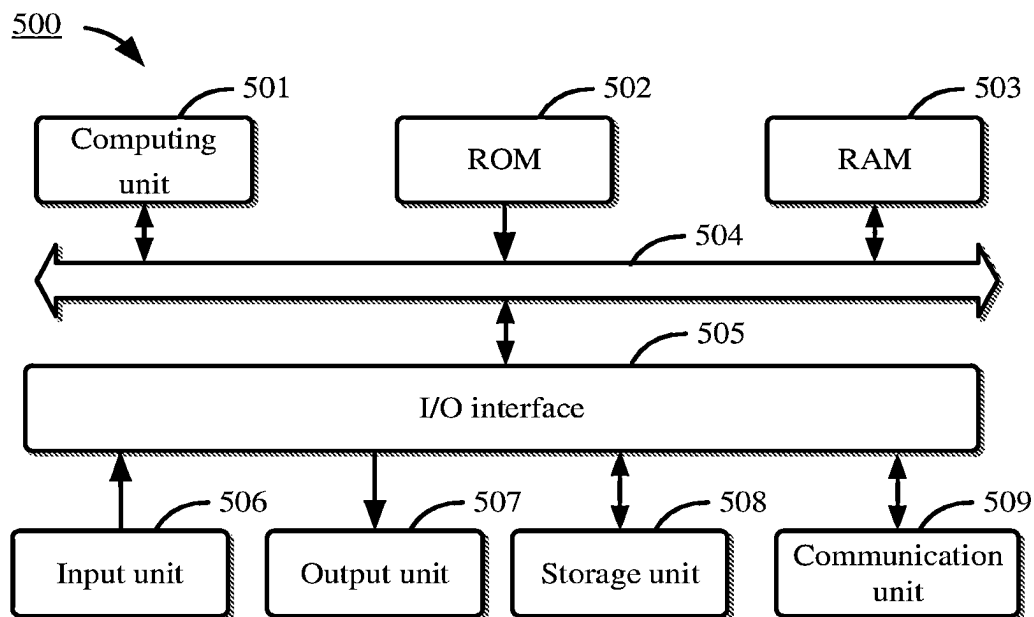 500
501
502
503
Computing
unit
ROM
RAM
504
505
I/O interface
506
507
508
509
Input unit
Output unit
Storage unit
Communication
unit